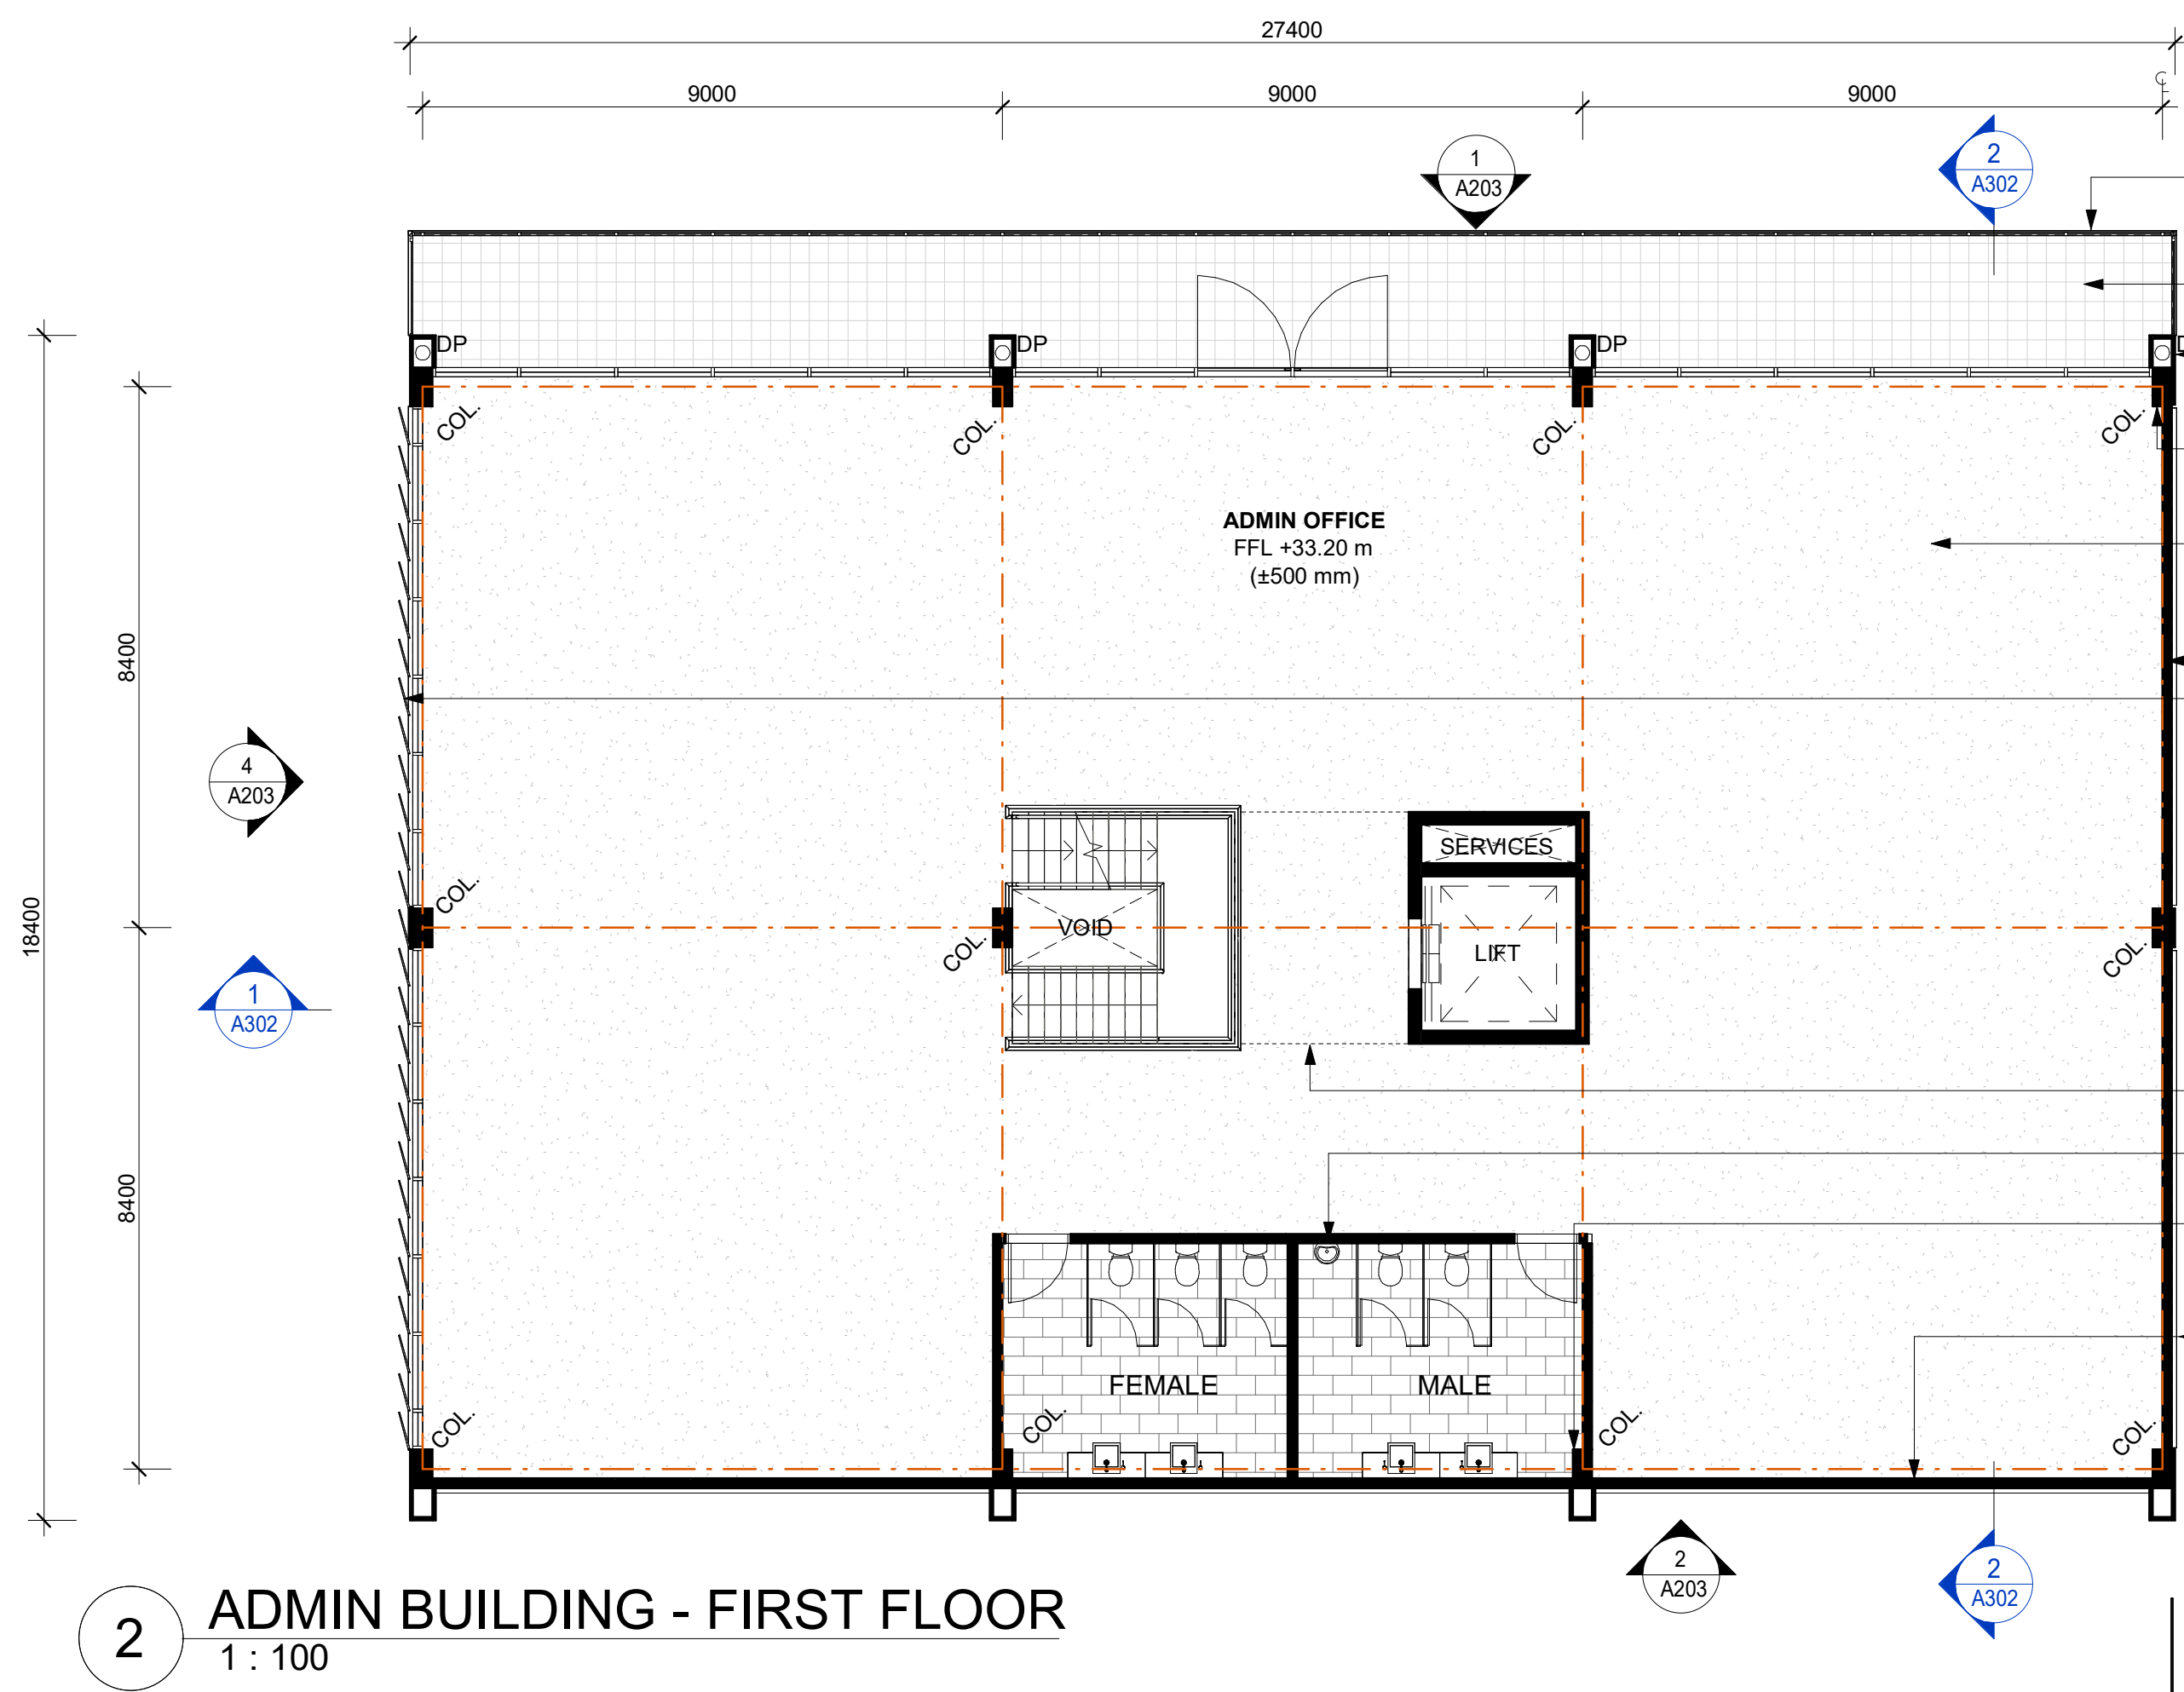 27400
9000
9000
9000
1
A203
2
A302
DP
DP
DP
COL.
COL.
COL.
COL.
ADMIN OFFICE
FFL +33.20 m
(±500 mm)
8400
4
A203
SERVICES
COL.
VOID
COL.
LIFT
COL.
18400
1
A302
8400
FEMALE
MALE
COL.
COL.
COL.
COL.
2
A203
2
A302
2
ADMIN BUILDING - FIRST FLOOR
1 : 100